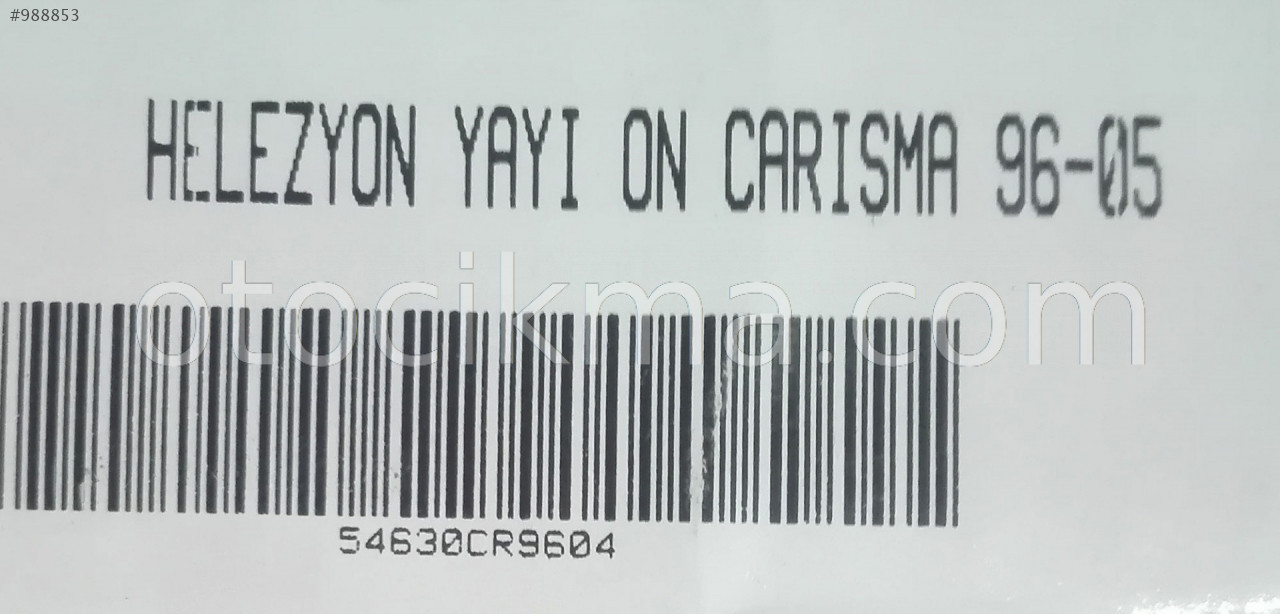 #988853
HELEZYON YAYI ON CARISMA 96-05
otocikma.com
54630CR9604